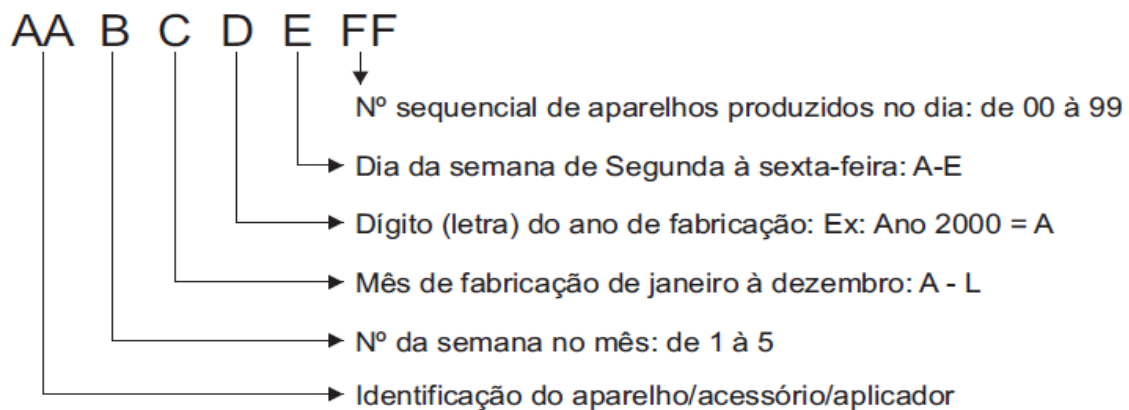 AA B C D E FF
Nº sequencial de aparelhos produzidos no dia: de 00 à 99
Dia da semana de Segunda à sexta-feira: A-E
Dígito (letra) do ano de fabricação: Ex: Ano 2000 = A
Mês de fabricação de janeiro à dezembro: A - L
Nº da semana no mês: de 1 à 5
Identificação do aparelho/acessório/aplicador